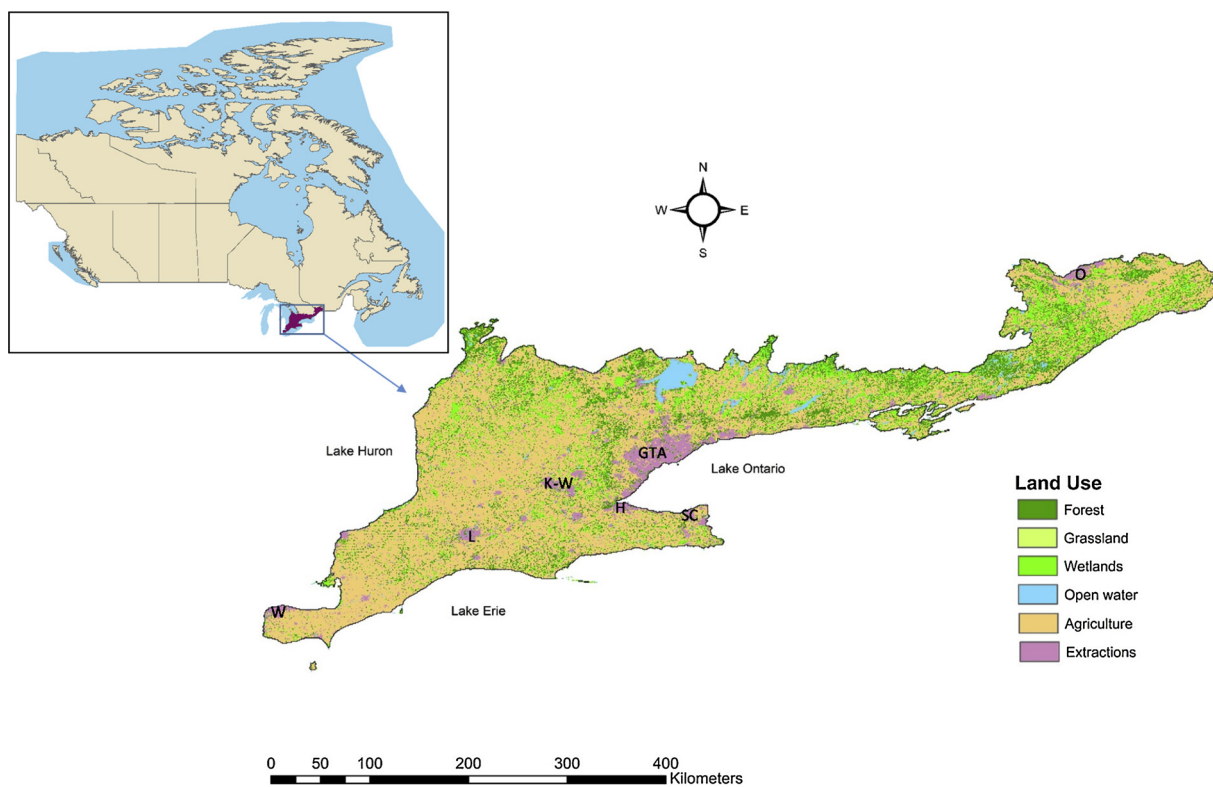 N
W E
S
O
Lake Huron
GTA
Lake Ontario
K-W
H
SC
L
W
Lake Erie
Land Use
Forest
Grassland
Wetlands
Open water
Agriculture
Extractions
0 50 100 200 300 400
Kilometers